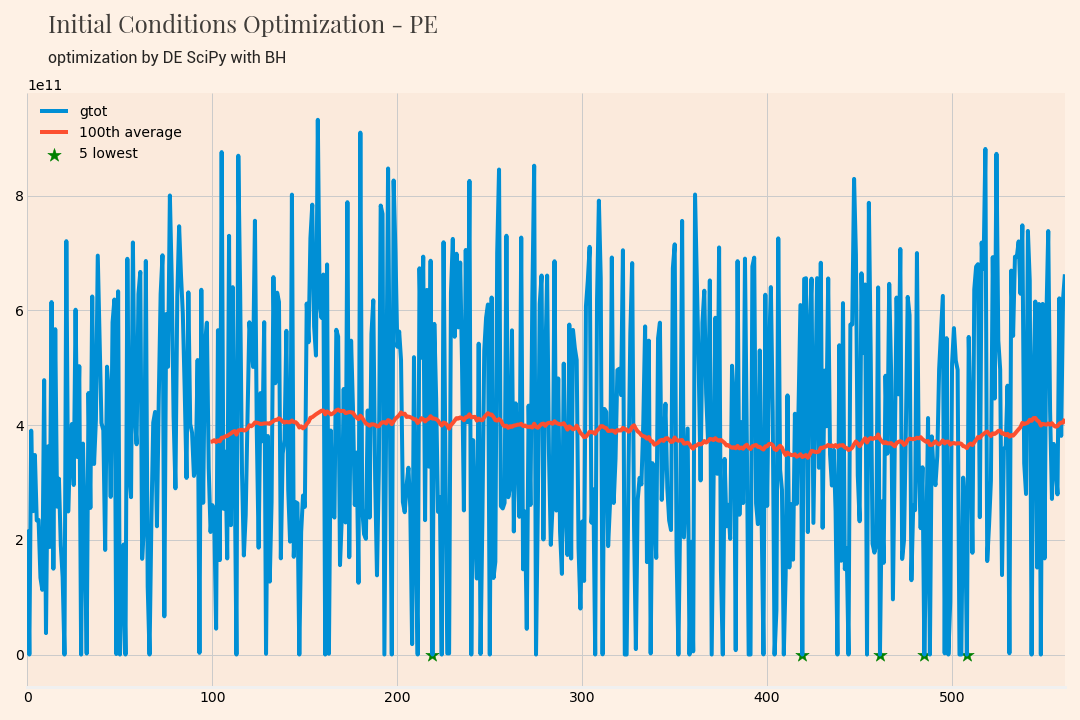 Initial Conditions Optimization - PE
optimization by DE SciPy with BH
1e11
gtot
100th average
5 lowest
8
6
4
2
0
0 100 200 300 400 500